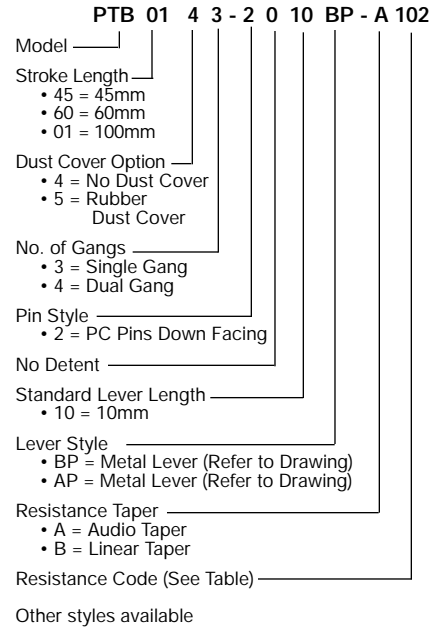 PTB 01 4 3 - 2 0 10 BP - A 102
Model
Stroke Length
• 45 = 45mm
• 60 = 60mm
• 01 = 100mm
Dust Cover Option
• 4 = No Dust Cover
• 5 = Rubber
Dust Cover
No. of Gangs
• 3 = Single Gang
• 4 = Dual Gang
Pin Style
• 2 = PC Pins Down Facing
No Detent
Standard Lever Length
• 10 = 10mm
Lever Style
• BP = Metal Lever (Refer to Drawing)
• AP = Metal Lever (Refer to Drawing)
Resistance Taper
• A = Audio Taper
• B = Linear Taper
Resistance Code (See Table)
Other styles available